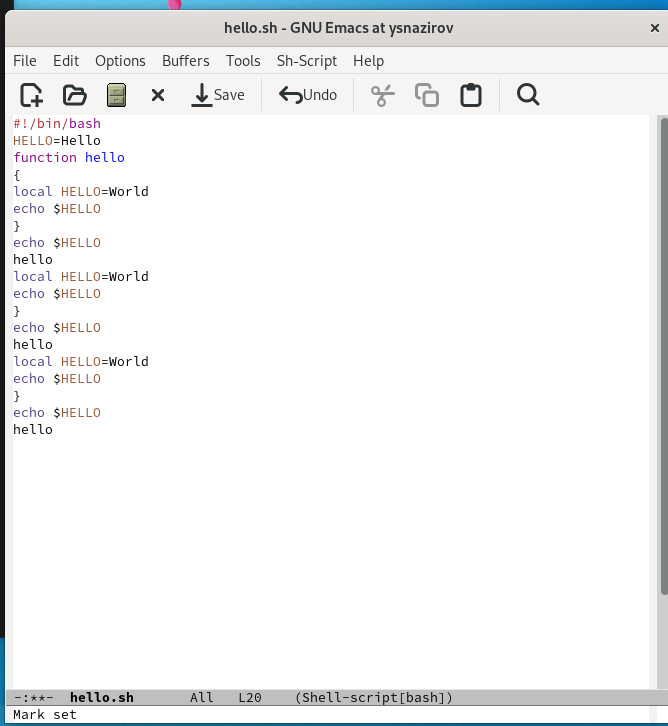 hello.sh - GNU Emacs at ysnazirov
File Edit Options Buffers Tools Sh-Script Help
Save Undo
#!/bin/bash
HELLO=Hello
function hello
{
local HELLO=World
echo $HELLO
}
echo $HELLO
hello
local HELLO=World
echo $HELLO
}
echo $HELLO
hello
local HELLO=World
echo $HELLO
}
echo $HELLO
hello
-:**- hello.sh All L20 (Shell-script[bash])
Mark set